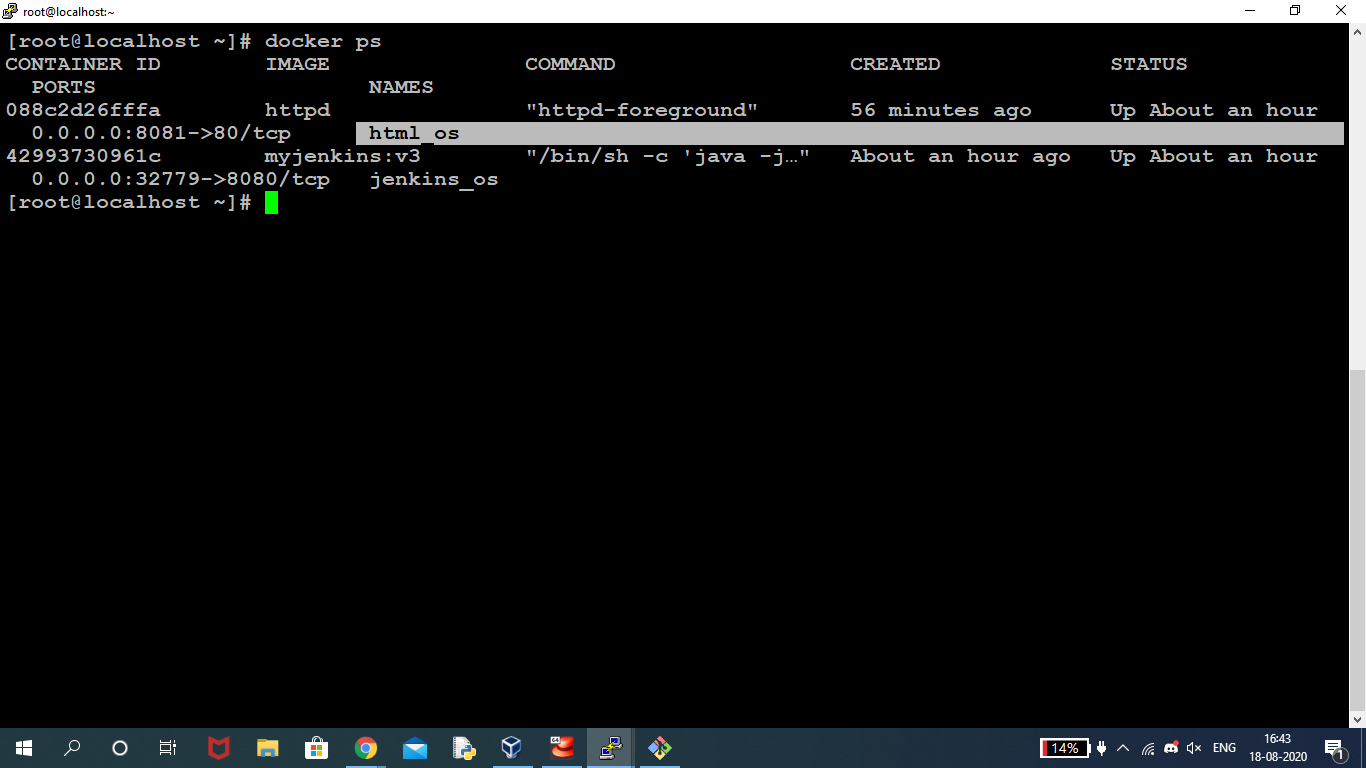 root@localhost:~
[root@localhost ~]# docker ps
CONTAINER ID        IMAGE               COMMAND                  CREATED             STATUS
  PORTS                     NAMES
088c2d26fffa        httpd               "httpd-foreground"       56 minutes ago      Up About an hour
  0.0.0.0:8081->80/tcp      html_os
42993730961c        myjenkins:v3        "/bin/sh -c 'java -j…"   About an hour ago   Up About an hour
  0.0.0.0:32779->8080/tcp   jenkins_os
[root@localhost ~]#
14% ENG 16:43
18-08-2020 1